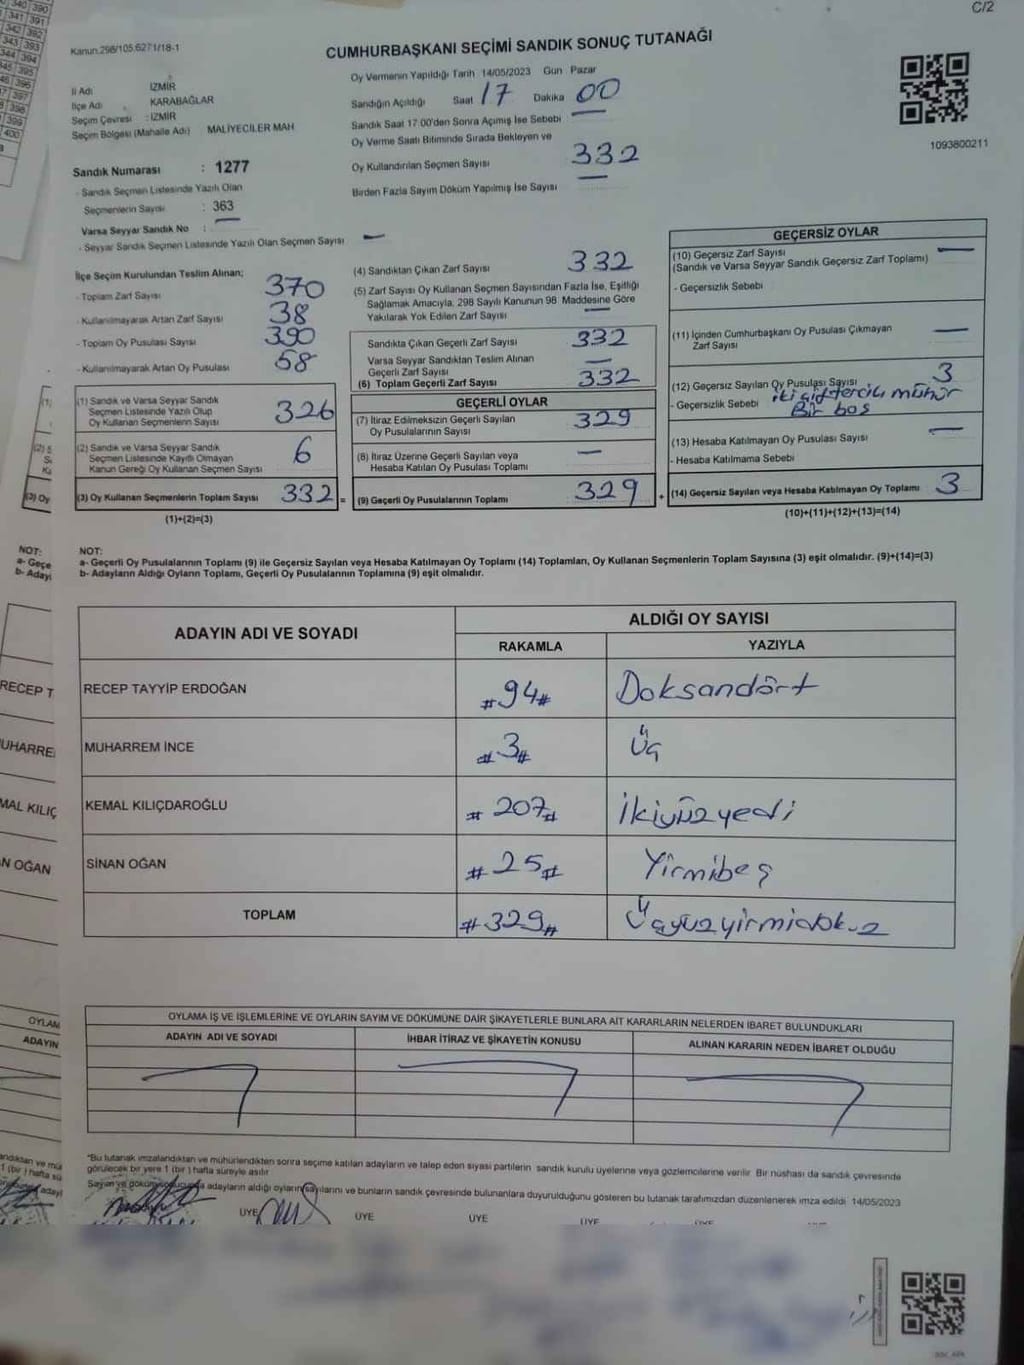 C/2
Kanun:298/105,6271/18-1
CUMHURBAŞKANI SEÇİMİ SANDIK SONUÇ TUTANAĞI
İl Adı İZMİR
İlçe Adı KARABAĞLAR
Seçim Çevresi : İZMİR
Seçim Bölgesi (Mahalle Adı) MALİYECİLER MAH
Sandık Numarası : 1277
- Sandık Seçmen Listesinde Yazılı Olan
Seçmenlerin Sayısı : 363
Varsa Seyyar Sandık No :
- Seyyar Sandık Seçmen Listesinde Yazılı Olan Seçmen Sayısı -
Oy Vermenin Yapıldığı Tarih 14/05/2023 Gün Pazar
Sandığın Açıldığı Saat 17 Dakika 00
Sandık Saat 17:00'den Sonra Açımış İse Sebebi -
Oy Verme Saati Bitiminde Sırada Bekleyen ve
Oy Kullandırılan Seçmen Sayısı 332
Birden Fazla Sayım Döküm Yapılmış İse Sayısı -
1093800211
İlçe Seçim Kurulundan Teslim Alınan;
- Toplam Zarf Sayısı 370
- Kullanılmayarak Artan Zarf Sayısı 38
- Toplam Oy Pusulası Sayısı 390
- Kullanılmayarak Artan Oy Pusulası 58
(1) Sandık ve Varsa Seyyar Sandık
Seçmen Listesinde Yazılı Olup
Oy Kullanan Seçmenlerin Sayısı 326
(2) Sandık ve Varsa Seyyar Sandık
Seçmen Listesinde Kayıtlı Olmayan
Kanun Gereği Oy Kullanan Seçmen Sayısı 6
(3) Oy Kullanan Seçmenlerin Toplam Sayısı 332 =
(1)+(2)=(3)
(4) Sandıktan Çıkan Zarf Sayısı 332
(5) Zarf Sayısı Oy Kullanan Seçmen Sayısından Fazla İse, Eşitliği
Sağlamak Amacıyla, 298 Sayılı Kanunun 98. Maddesine Göre
Yakılarak Yok Edilen Zarf Sayısı -
Sandıkta Çıkan Geçerli Zarf Sayısı 332
Varsa Seyyar Sandıktan Teslim Alınan
Geçerli Zarf Sayısı -
(6) Toplam Geçerli Zarf Sayısı 332
GEÇERLİ OYLAR
(7) İtiraz Edilmeksizin Geçerli Sayılan
Oy Pusulalarının Sayısı 329
(8) İtiraz Üzerine Geçerli Sayılan veya
Hesaba Katılan Oy Pusulası Toplamı -
(9) Geçerli Oy Pusulalarının Toplamı 329 +
GEÇERSİZ OYLAR
(10) Geçersiz Zarf Sayısı -
(Sandık ve Varsa Seyyar Sandık Geçersiz Zarf Toplamı)
- Geçersizlik Sebebi
(11) İçinden Cumhurbaşkanı Oy Pusulası Çıkmayan
Zarf Sayısı -
(12) Geçersiz Sayılan Oy Pusulası Sayısı 3
- Geçersizlik Sebebi iki çift tercili mühür
Bir boş
(13) Hesaba Katılmayan Oy Pusulası Sayısı -
- Hesaba Katılmama Sebebi
(14) Geçersiz Sayılan veya Hesaba Katılmayan Oy Toplamı 3
(10)+(11)+(12)+(13)=(14)
NOT:
a- Geçerli Oy Pusulalarının Toplamı (9) ile Geçersiz Sayılan veya Hesaba Katılmayan Oy Toplamı (14) Toplamları, Oy Kullanan Seçmenlerin Toplam Sayısına (3) eşit olmalıdır. (9)+(14)=(3)
b- Adayların Aldığı Oyların Toplamı, Geçerli Oy Pusulalarının Toplamına (9) eşit olmalıdır.
ADAYIN ADI VE SOYADI
ALDIĞI OY SAYISI
RAKAMLA YAZIYLA
RECEP TAYYİP ERDOĞAN #94# Doksandört
MUHARREM İNCE #3# Üç
KEMAL KILIÇDAROĞLU #207# İkiyüzyedi
SİNAN OĞAN #25# Yirmibeş
TOPLAM #329# Üçyüzyirmidokuz
OYLAMA İŞ VE İŞLEMLERİNE VE OYLARIN SAYIM VE DÖKÜMÜNE DAİR ŞİKAYETLERLE BUNLARA AİT KARARLARIN NELERDEN İBARET BULUNDUKLARI
ADAYIN ADI VE SOYADI İHBAR İTİRAZ VE ŞİKAYETİN KONUSU ALINAN KARARIN NEDEN İBARET OLDUĞU
"Bu tutanak imzalandıktan ve mühürlendikten sonra seçime katılan adayların ve talep eden siyasi partilerin sandık kurulu üyelerine veya gözlemcilerine verilir. Bir nüshası da sandık çevresinde
görülecek bir yere 1 (bir) hafta süreyle asılır
adayların aldığı oyların sayılarını ve bunların sandık çevresinde bulunanlara duyurulduğunu gösteren bu tutanak tarafımızdan düzenlenerek imza edildi. 14/05/2023
ÜYE ÜYE ÜYE ÜYE ÜYE